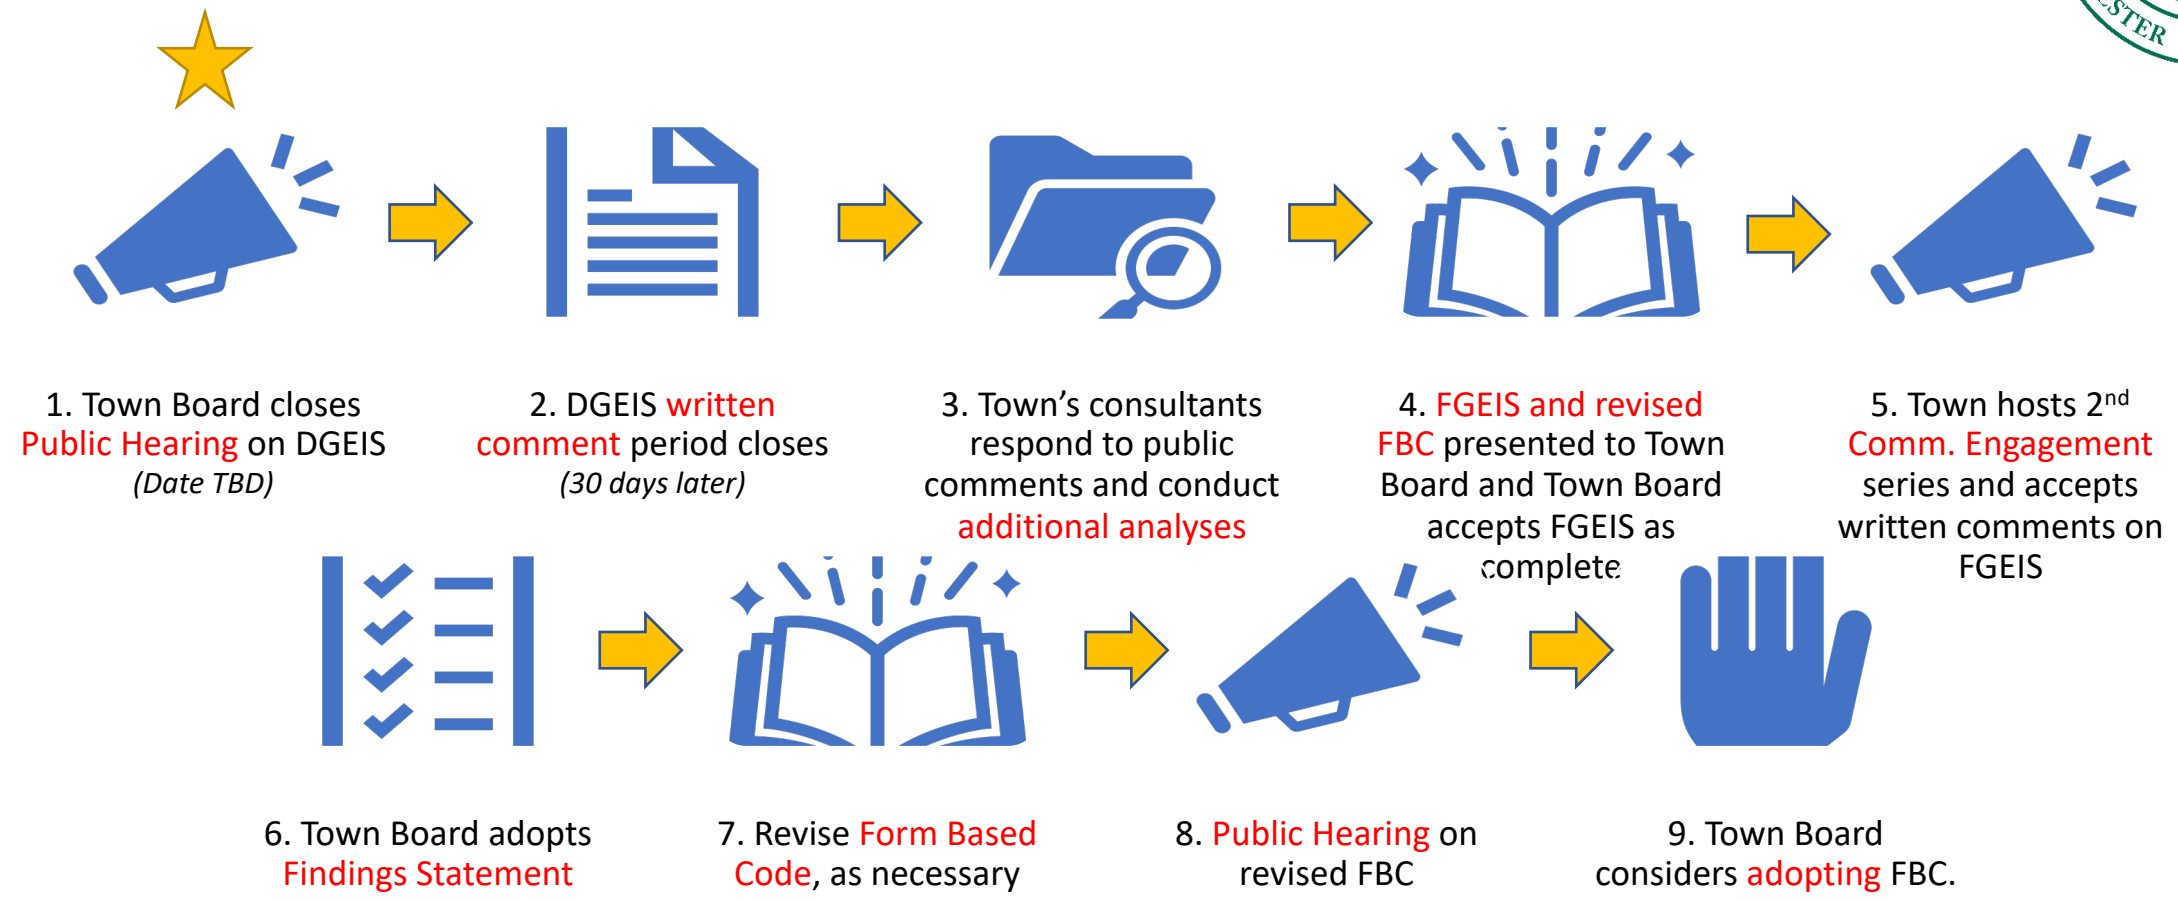 ESTER
1. Town Board closes
Public Hearing on DGEIS
(Date TBD)
2. DGEIS written
comment period closes
(30 days later)
3. Town's consultants
respond to public
comments and conduct
additional analyses
4. FGEIS and revised
FBC presented to Town
Board and Town Board
accepts FGEIS as
complete
5. Town hosts 2nd
Comm. Engagement
series and accepts
written comments on
FGEIS
6. Town Board adopts
Findings Statement
7. Revise Form Based
Code, as necessary
8. Public Hearing on
revised FBC
9. Town Board
considers adopting FBC.